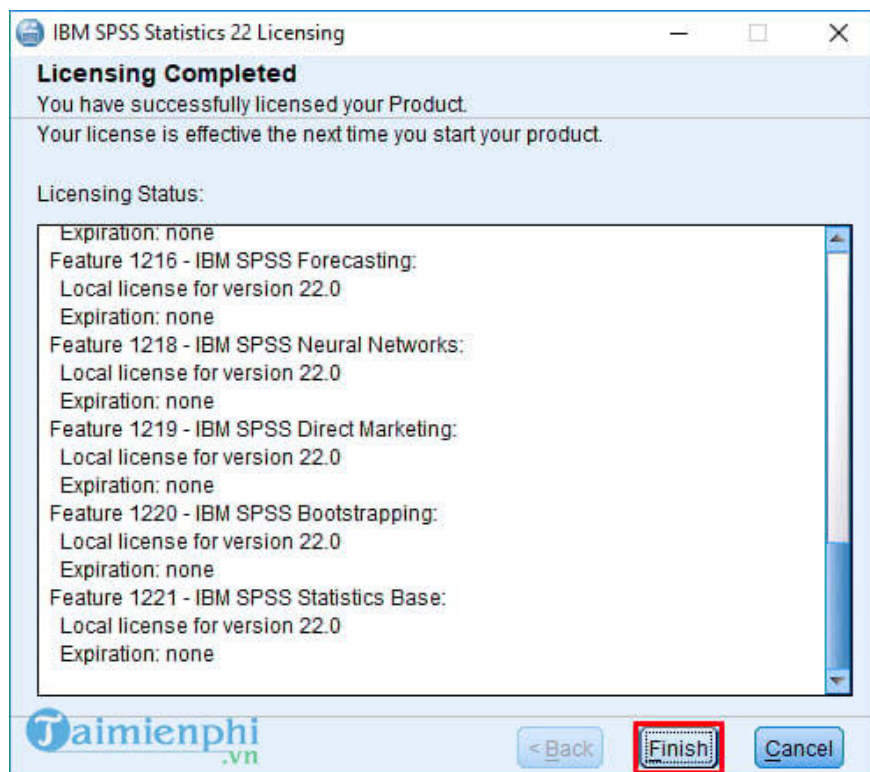 IBM SPSS Statistics 22 Licensing
Licensing Completed
You have successfully licensed your Product.
Your license is effective the next time you start your product.
Licensing Status:
Expiration: none
Feature 1216 - IBM SPSS Forecasting:
Local license for version 22.0
Expiration: none
Feature 1218 - IBM SPSS Neural Networks:
Local license for version 22.0
Expiration: none
Feature 1219 - IBM SPSS Direct Marketing:
Local license for version 22.0
Expiration: none
Feature 1220 - IBM SPSS Bootstrapping:
Local license for version 22.0
Expiration: none
Feature 1221 - IBM SPSS Statistics Base:
Local license for version 22.0
Expiration: none
Taimienphi
.vn
< Back Finish Cancel